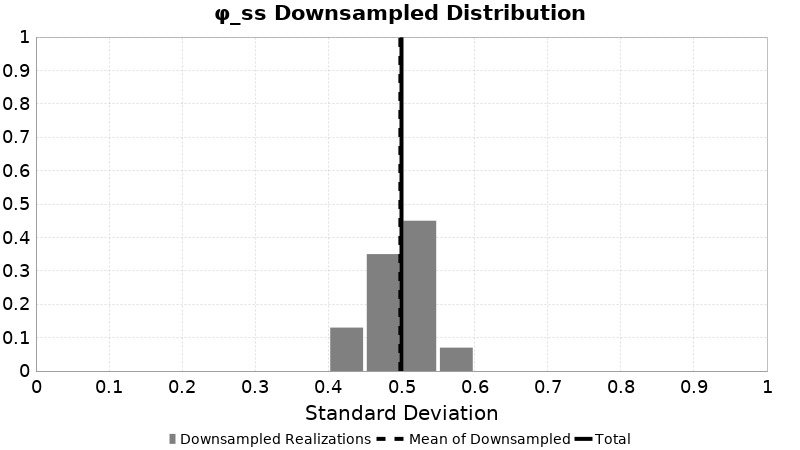 φ_ss Downsampled Distribution
1
0.9
0.8
0.7
0.6
0.5
0.4
0.3
0.2
0.1
0
0 0.1 0.2 0.3 0.4 0.5 0.6 0.7 0.8 0.9 1
Standard Deviation
Downsampled Realizations Mean of Downsampled Total